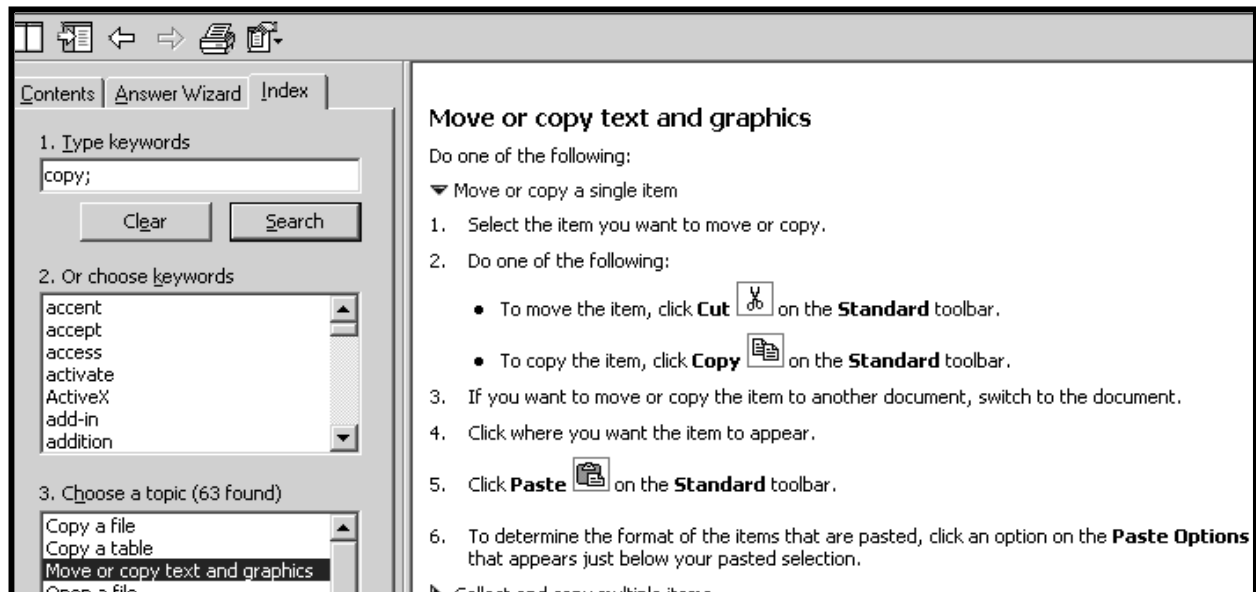 Contents Answer Wizard Index
1. Type keywords
copy;
Clear Search
2. Or choose keywords
accent
accept
access
activate
ActiveX
add-in
addition
3. Choose a topic (63 found)
Copy a file
Copy a table
Move or copy text and graphics
Open a file
Move or copy text and graphics
Do one of the following:
Move or copy a single item
1. Select the item you want to move or copy.
2. Do one of the following:
• To move the item, click Cut on the Standard toolbar.
• To copy the item, click Copy on the Standard toolbar.
3. If you want to move or copy the item to another document, switch to the document.
4. Click where you want the item to appear.
5. Click Paste on the Standard toolbar.
6. To determine the format of the items that are pasted, click an option on the Paste Options
that appears just below your pasted selection.
Collect and copy multiple items